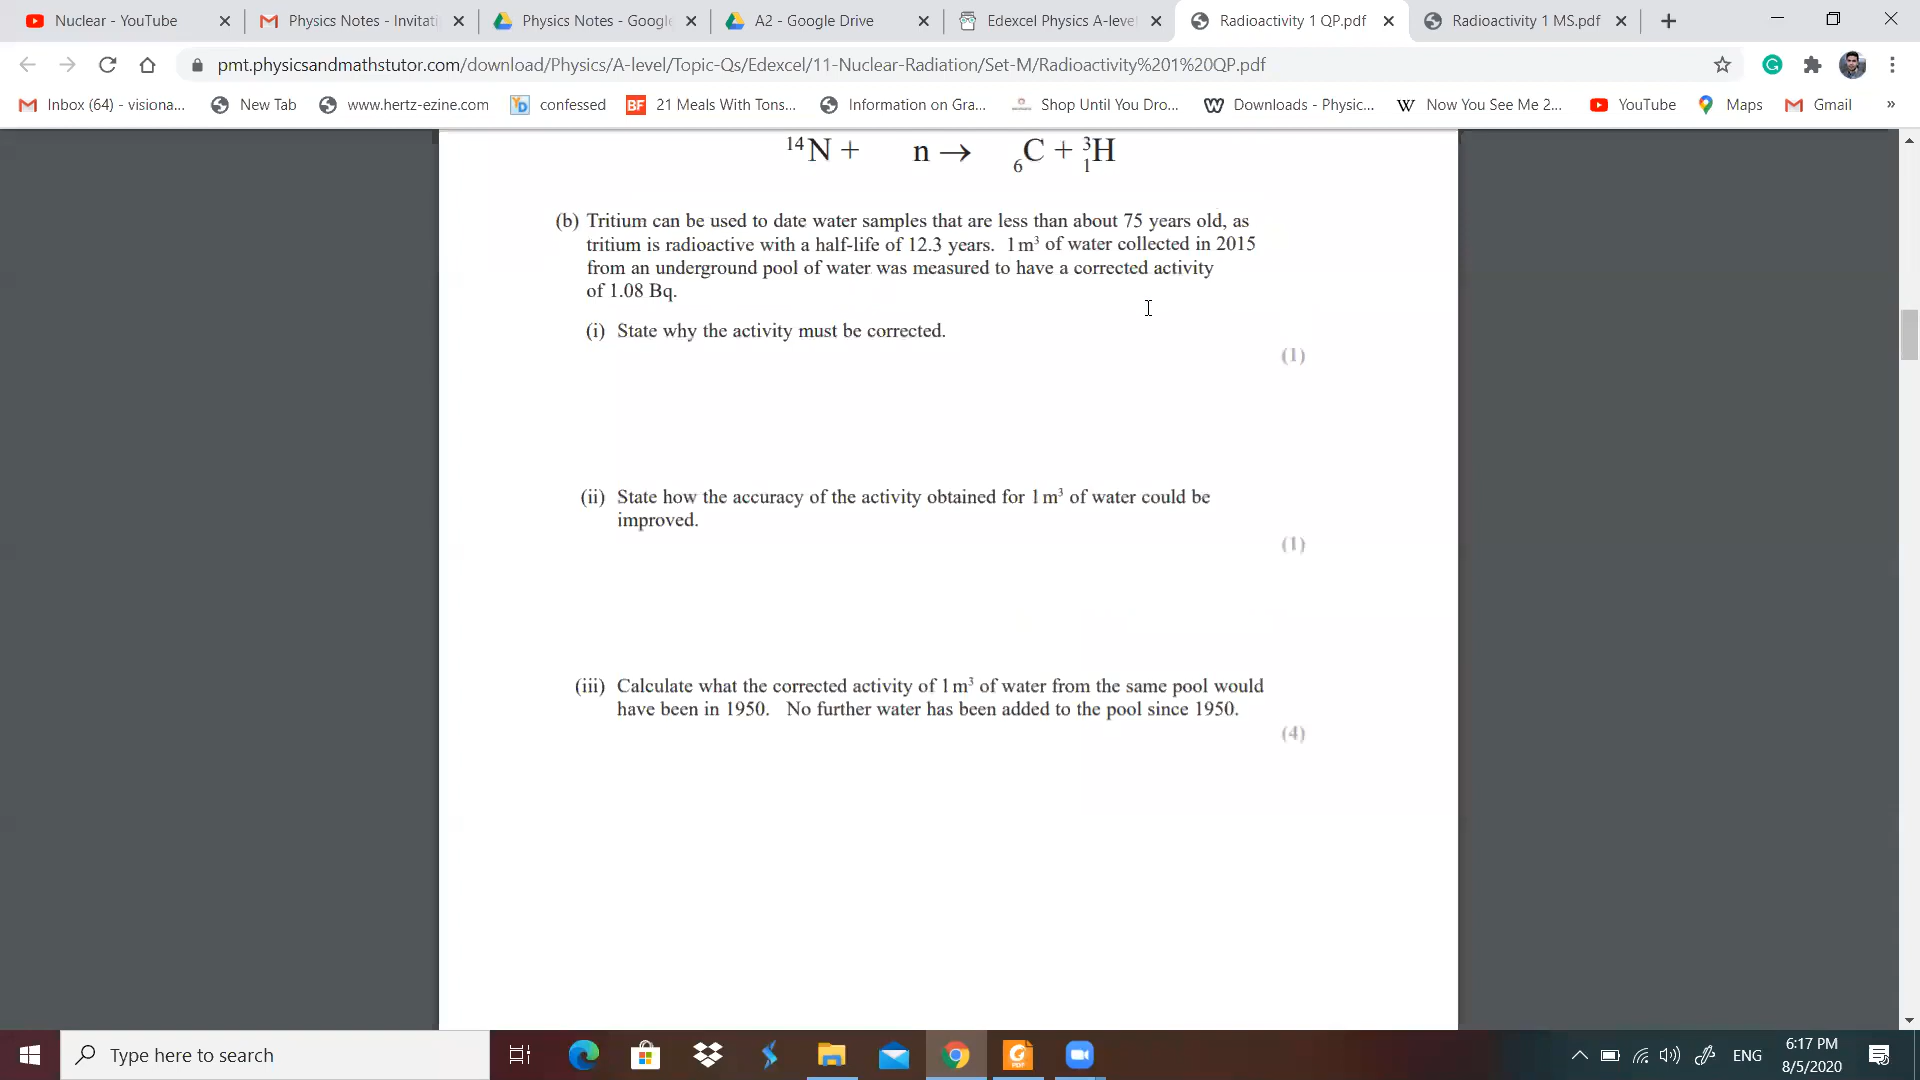 Nuclear - YouTube
Physics Notes - Invitati
Physics Notes - Google
A2 - Google Drive
Edexcel Physics A-leve
Radioactivity 1 QP.pdf
Radioactivity 1 MS.pdf
pmt.physicsandmathstutor.com/download/Physics/A-level/Topic-Qs/Edexcel/11-Nuclear-Radiation/Set-M/Radioactivity%201%20QP.pdf
Inbox (64) - visiona...
New Tab
www.hertz-ezine.com
YD confessed
BF 21 Meals With Tons...
Information on Gra...
Shop Until You Dro...
Downloads - Physic...
W Now You See Me 2...
YouTube
Maps
Gmail
»
¹⁴N + n → ₆C + ³₁H
(b) Tritium can be used to date water samples that are less than about 75 years old, as
tritium is radioactive with a half-life of 12.3 years. 1 m³ of water collected in 2015
from an underground pool of water was measured to have a corrected activity
of 1.08 Bq.
(i) State why the activity must be corrected.
(1)
(ii) State how the accuracy of the activity obtained for 1 m³ of water could be
improved.
(1)
(iii) Calculate what the corrected activity of 1 m³ of water from the same pool would
have been in 1950. No further water has been added to the pool since 1950.
(4)
Type here to search
PDF
ENG
6:17 PM
8/5/2020